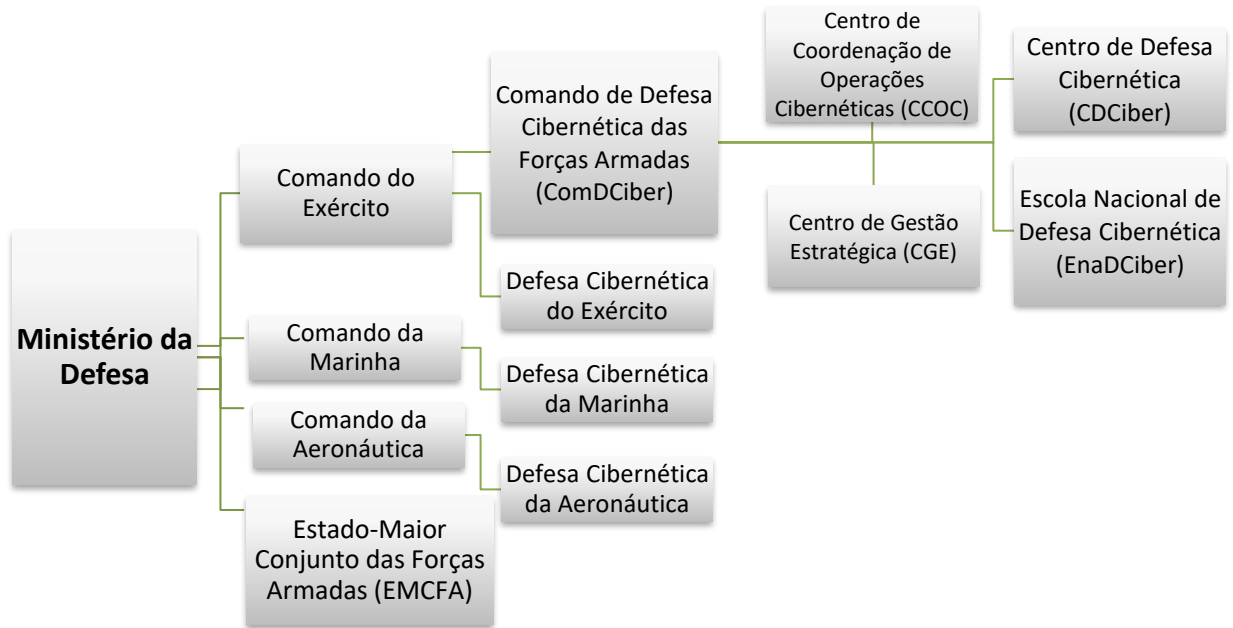 Ministério da
Defesa
Comando do
Exército
Comando de Defesa
Cibernética das
Forças Armadas
(ComDCiber)
Centro de
Coordenação de
Operações
Cibernéticas (CCOC)
Centro de Gestão
Estratégica (CGE)
Centro de Defesa
Cibernética
(CDCiber)
Escola Nacional de
Defesa Cibernética
(EnaDCiber)
Defesa Cibernética
do Exército
Comando da
Marinha
Defesa Cibernética
da Marinha
Comando da
Aeronáutica
Defesa Cibernética
da Aeronáutica
Estado-Maior
Conjunto das Forças
Armadas (EMCFA)